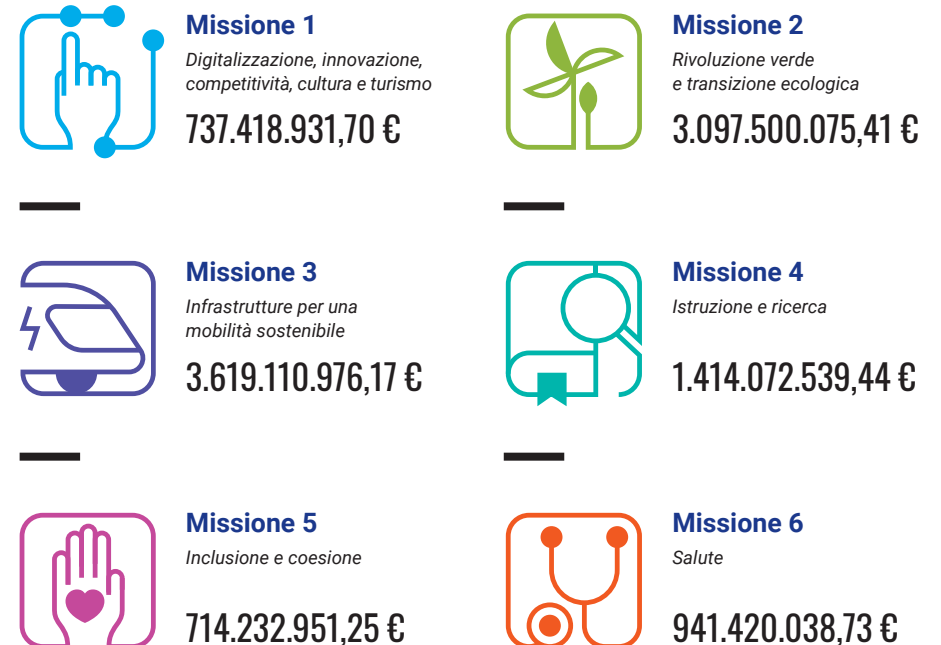 Missione 1
Digitalizzazione, innovazione,
competitività, cultura e turismo
737.418.931,70 €
Missione 2
Rivoluzione verde
e transizione ecologica
3.097.500.075,41 €
Missione 3
Infrastrutture per una
mobilità sostenibile
3.619.110.976,17 €
Missione 4
Istruzione e ricerca
1.414.072.539,44 €
Missione 5
Inclusione e coesione
714.232.951,25 €
Missione 6
Salute
941.420.038,73 €